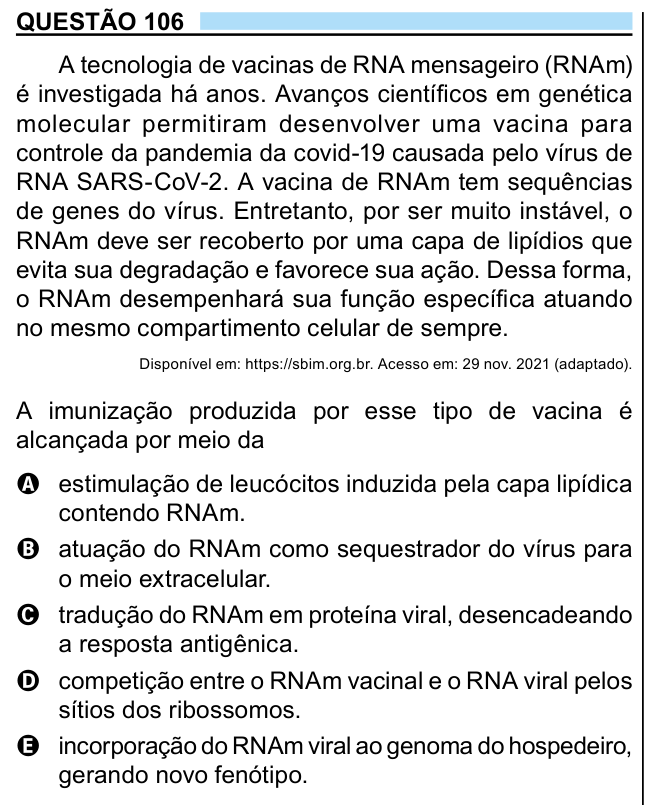 QUESTÃO 106
A tecnologia de vacinas de RNA mensageiro (RNAm)
é investigada há anos. Avanços científicos em genética
molecular permitiram desenvolver uma vacina para
controle da pandemia da covid-19 causada pelo vírus de
RNA SARS-CoV-2. A vacina de RNAm tem sequências
de genes do vírus. Entretanto, por ser muito instável, o
RNAm deve ser recoberto por uma capa de lipídios que
evita sua degradação e favorece sua ação. Dessa forma,
o RNAm desempenhará sua função específica atuando
no mesmo compartimento celular de sempre.
Disponível em: https://sbim.org.br. Acesso em: 29 nov. 2021 (adaptado).
A imunização produzida por esse tipo de vacina é
alcançada por meio da
A estimulação de leucócitos induzida pela capa lipídica
contendo RNAm.
B atuação do RNAm como sequestrador do vírus para
o meio extracelular.
C tradução do RNAm em proteína viral, desencadeando
a resposta antigênica.
D competição entre o RNAm vacinal e o RNA viral pelos
sítios dos ribossomos.
E incorporação do RNAm viral ao genoma do hospedeiro,
gerando novo fenótipo.